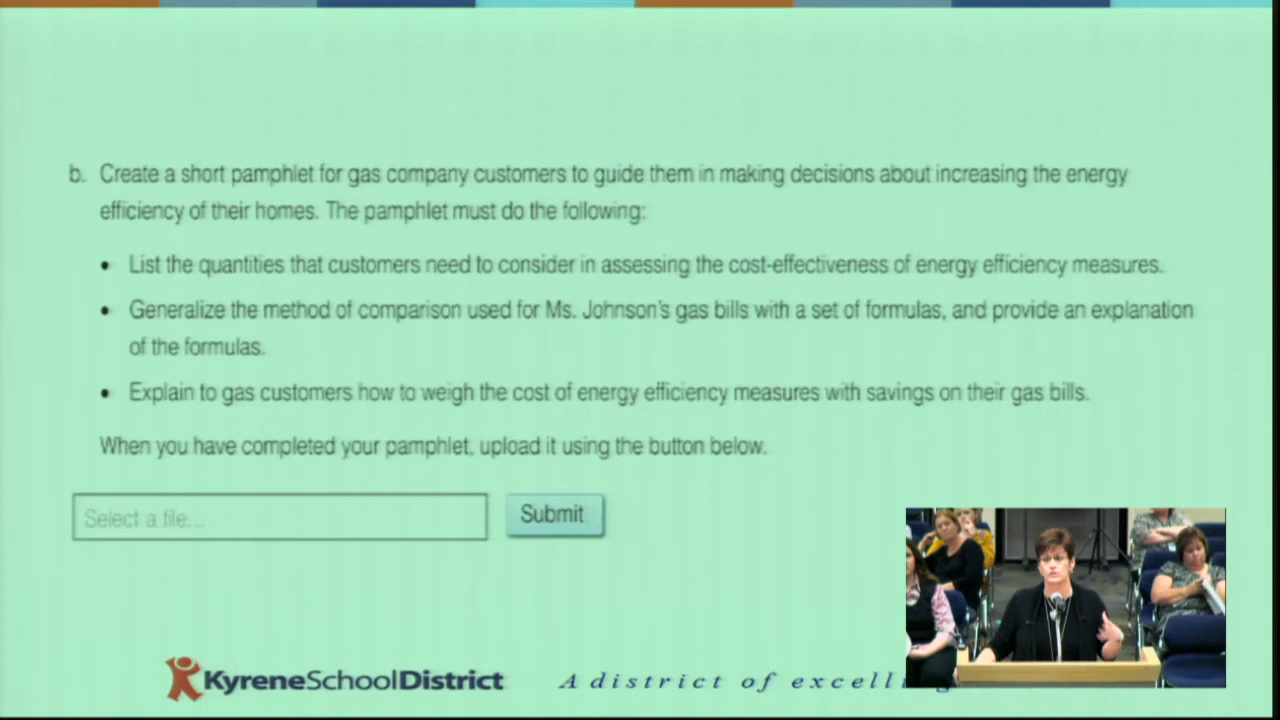 b. Create a short pamphlet for gas company customers to guide them in making decisions about increasing the energy
efficiency of their homes. The pamphlet must do the following:
• List the quantities that customers need to consider in assessing the cost-effectiveness of energy efficiency measures.
• Generalize the method of comparison used for Ms. Johnson's gas bills with a set of formulas, and provide an explanation
of the formulas.
• Explain to gas customers how to weigh the cost of energy efficiency measures with savings on their gas bills.
When you have completed your pamphlet, upload it using the button below.
Select a file...
Submit
KyreneSchoolDistrict
A district of